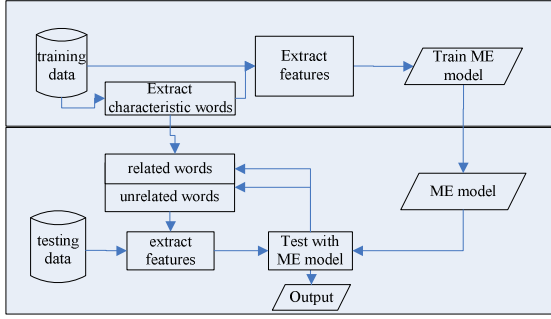 training
data
Extract
characteristic words
Extract
features
Train ME
model
related words
unrelated words
ME model
testing
data
extract
features
Test with
ME model
Output